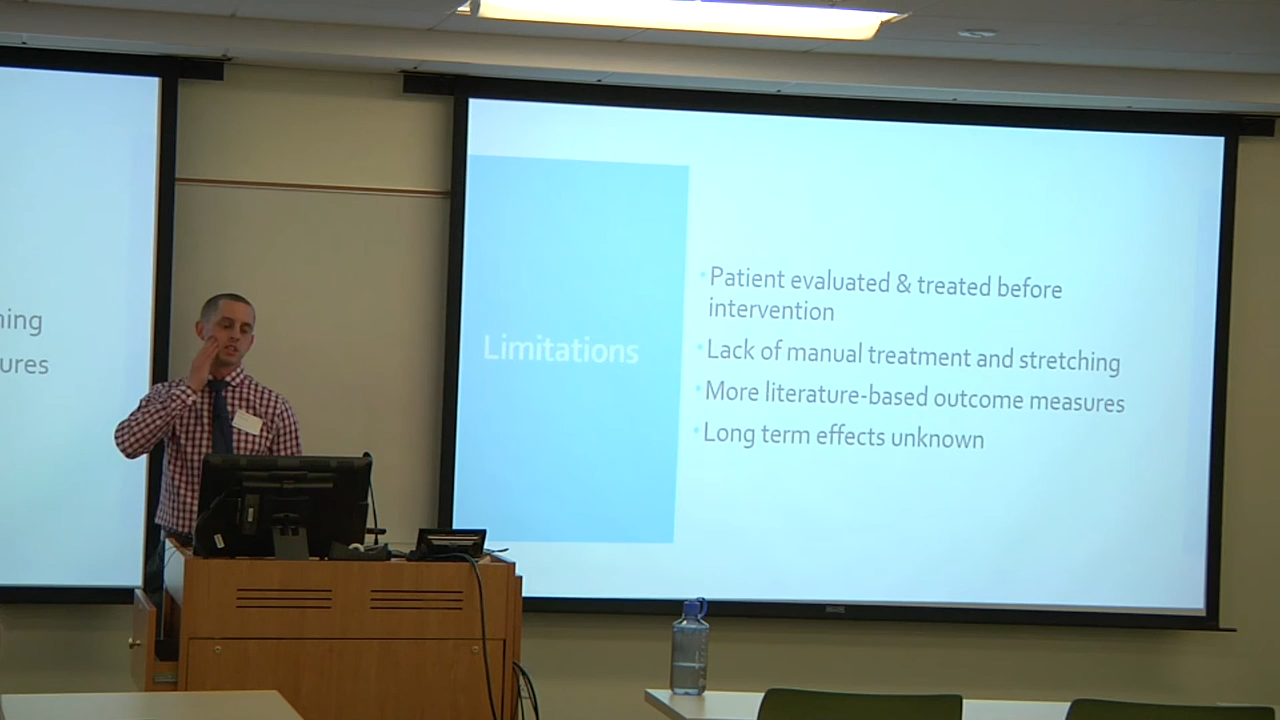 ning
ures
Limitations
Patient evaluated & treated before
intervention
Lack of manual treatment and stretching
More literature-based outcome measures
Long term effects unknown